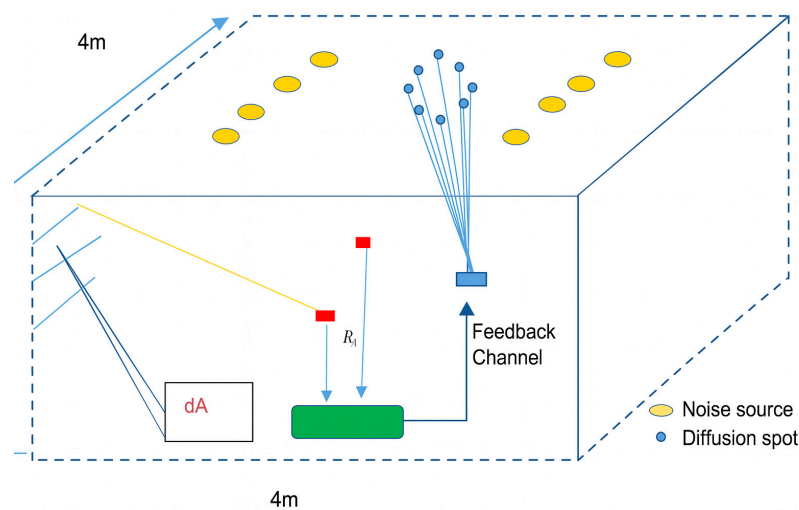 4m
Feedback
Channel
R_A
dA
Noise source
Diffusion spot
4m